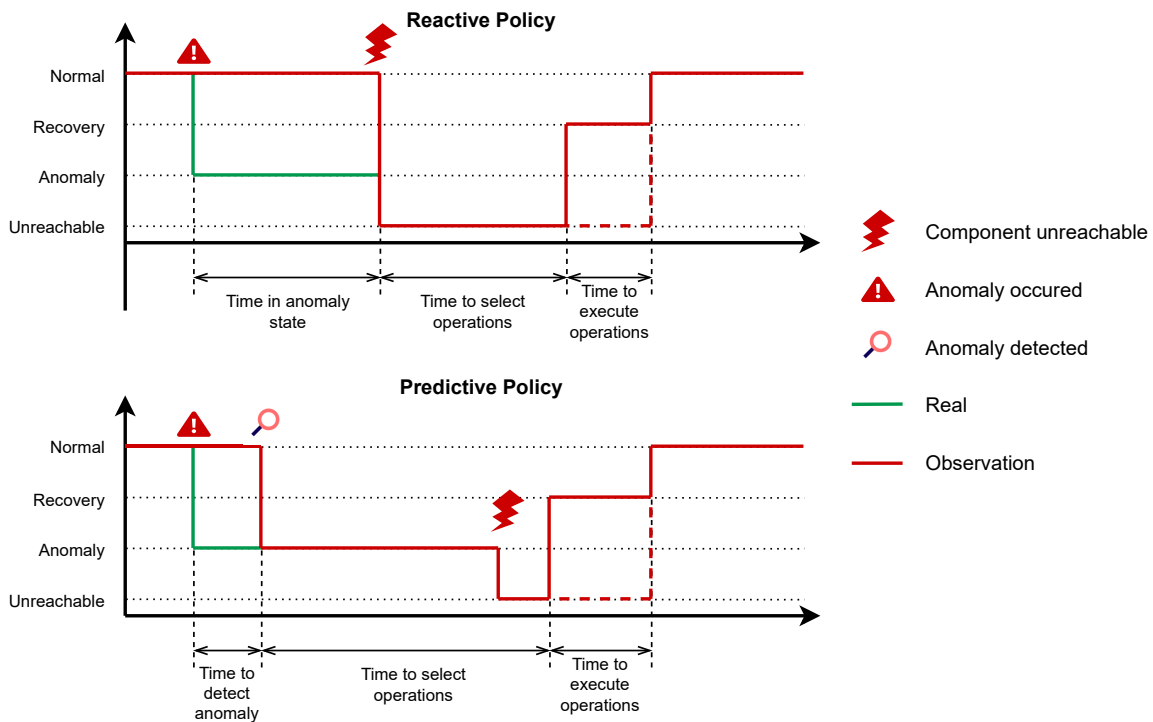 Reactive Policy
Normal
Recovery
Anomaly
Unreachable
Time in anomaly
state
Time to select
operations
Time to
execute
operations
Predictive Policy
Normal
Recovery
Anomaly
Unreachable
Time to
detect
anomaly
Time to select
operations
Time to
execute
operations
Component unreachable
Anomaly occured
Anomaly detected
Real
Observation